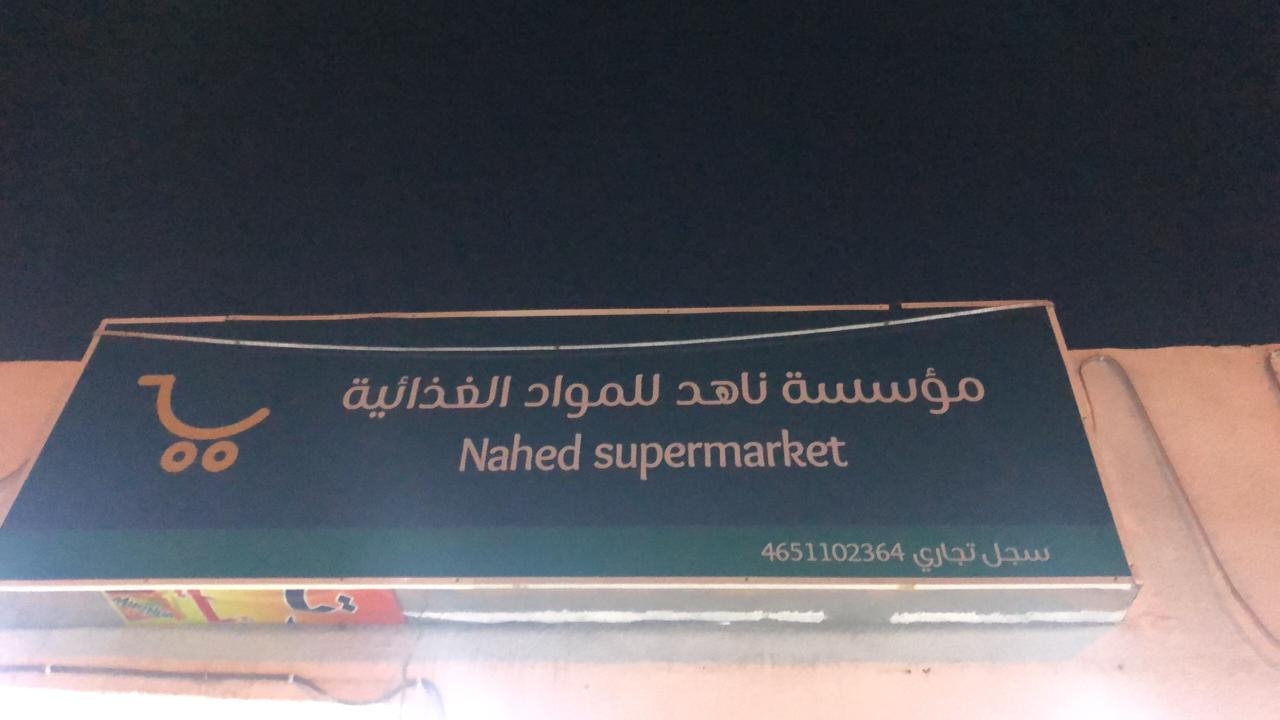 مؤسسة ناهد للمواد الغذائية
Nahed supermarket
سجل تجاري 4651102364